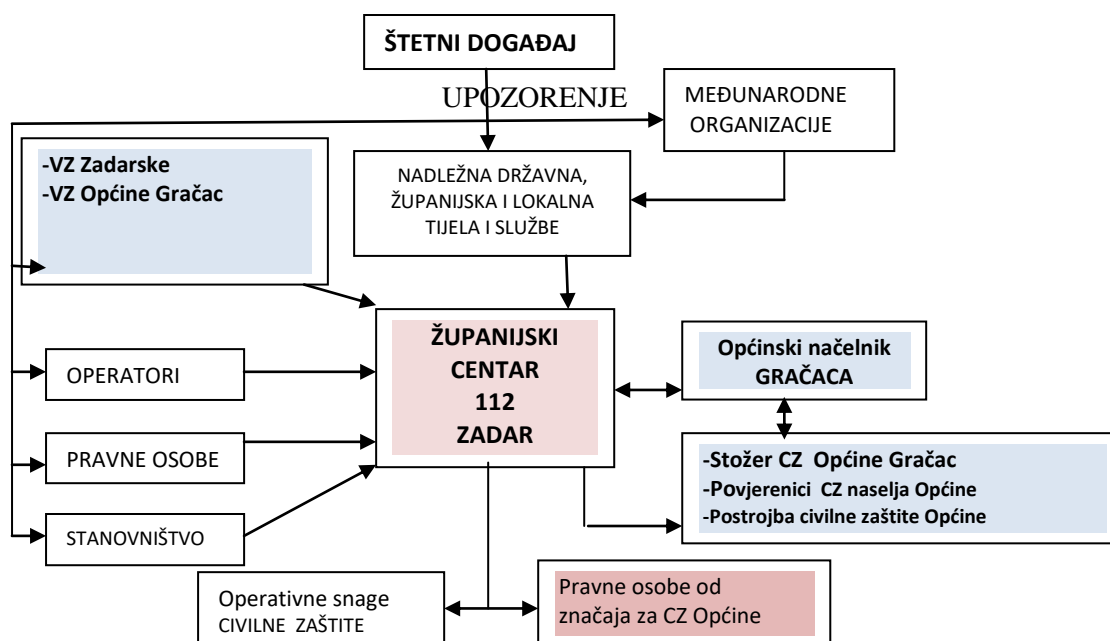 ŠTETNI DOGAĐAJ
UPOZORENJE
MEĐUNARODNE
ORGANIZACIJE
-VZ Zadarske
-VZ Općine Gračac
NADLEŽNA DRŽAVNA,
ŽUPANIJSKA I LOKALNA
TIJELA I SLUŽBE
ŽUPANIJSKI
CENTAR
112
ZADAR
Općinski načelnik
GRAČACA
OPERATORI
PRAVNE OSOBE
STANOVNIŠTVO
-Stožer CZ Općine Gračac
-Povjerenici CZ naselja Općine
-Postrojba civilne zaštite Općine
Operativne snage
CIVILNE ZAŠTITE
Pravne osobe od
značaja za CZ Općine